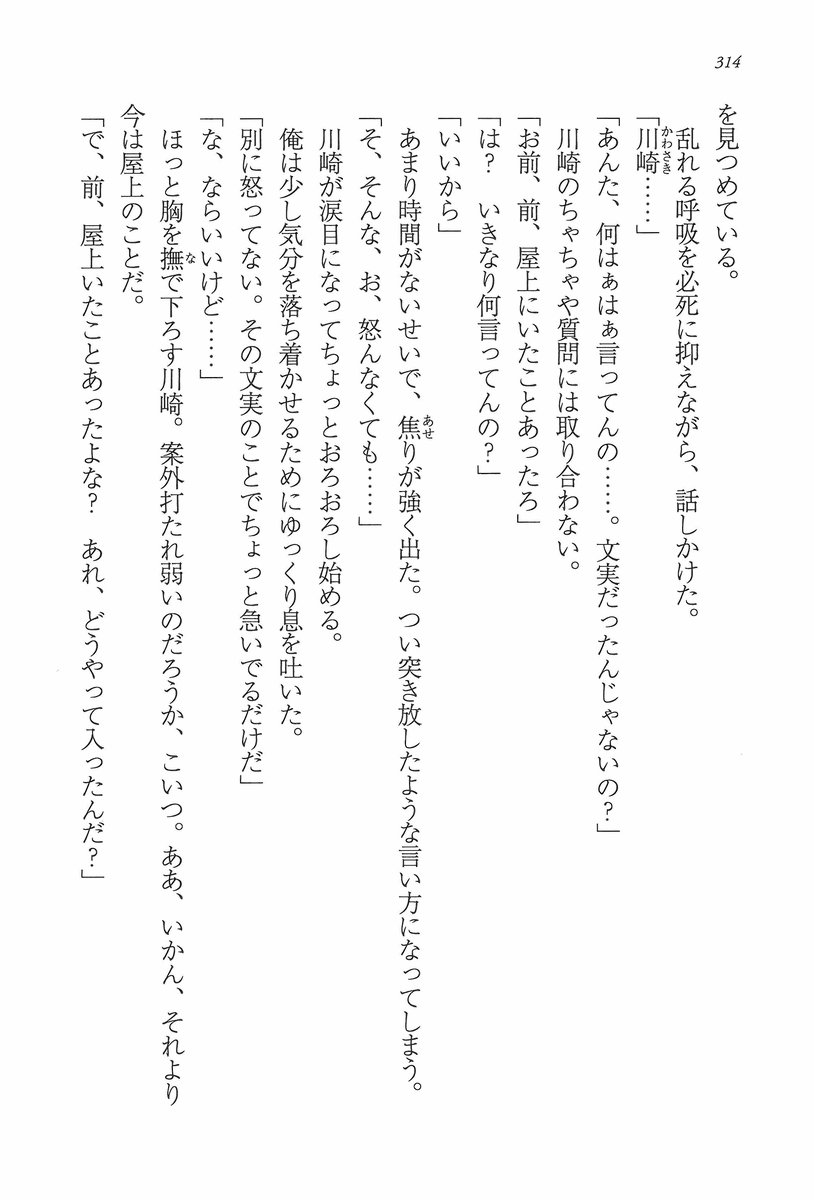 314
を見つめている。
乱れる呼吸を必死に抑えながら、話しかけた。
「川崎……」
かわさき
「あんた、何はぁはぁ言ってんの……。文実だったんじゃないの？」
川崎のちゃちゃや質問には取り合わない。
「お前、前、屋上にいたことあったろ」
「は？　いきなり何言ってんの？」
「いいから」
あまり時間がないせいで、焦りが強く出た。つい突き放したような言い方になってしまう。
あせ
「そ、そんな、お、怒んなくても……」
川崎が涙目になってちょっとおろおろし始める。
俺は少し気分を落ち着かせるためにゆっくり息を吐いた。
「別に怒ってない。その文実のことでちょっと急いでるだけだ」
「な、ならいいけど……」
ほっと胸を撫で下ろす川崎。案外打たれ弱いのだろうか、こいつ。ああ、いかん、それより
な
今は屋上のことだ。
「で、前、屋上いたことあったよな？　あれ、どうやって入ったんだ？」